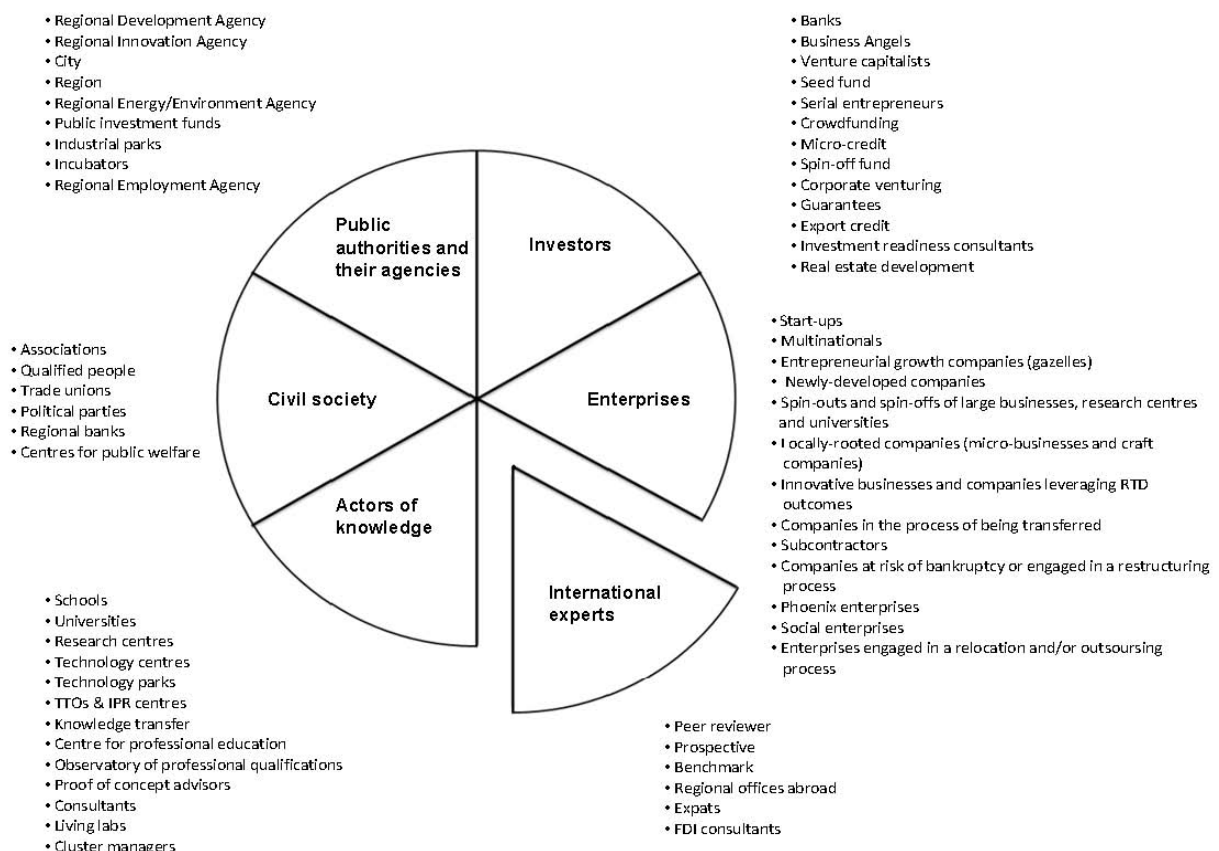 • Regional Development Agency
• Regional Innovation Agency
• City
• Region
• Regional Energy/Environment Agency
• Public investment funds
• Industrial parks
• Incubators
• Regional Employment Agency
• Banks
• Business Angels
• Venture capitalists
• Seed fund
• Serial entrepreneurs
• Crowdfunding
• Micro-credit
• Spin-off fund
• Corporate venturing
• Guarantees
• Export credit
• Investment readiness consultants
• Real estate development
Public
authorities and
their agencies
Investors
• Associations
• Qualified people
• Trade unions
• Political parties
• Regional banks
• Centres for public welfare
Civil society
Enterprises
• Start-ups
• Multinationals
• Entrepreneurial growth companies (gazelles)
• Newly-developed companies
• Spin-outs and spin-offs of large businesses, research centres
and universities
• Locally-rooted companies (micro-businesses and craft
companies)
• Innovative businesses and companies leveraging RTD
outcomes
• Companies in the process of being transferred
• Subcontractors
• Companies at risk of bankruptcy or engaged in a restructuring
process
• Phoenix enterprises
• Social enterprises
• Enterprises engaged in a relocation and/or outsoursing
process
Actors of
knowledge
International
experts
• Schools
• Universities
• Research centres
• Technology centres
• Technology parks
• TTOs & IPR centres
• Knowledge transfer
• Centre for professional education
• Observatory of professional qualifications
• Proof of concept advisors
• Consultants
• Living labs
• Cluster managers
• Peer reviewer
• Prospective
• Benchmark
• Regional offices abroad
• Expats
• FDI consultants